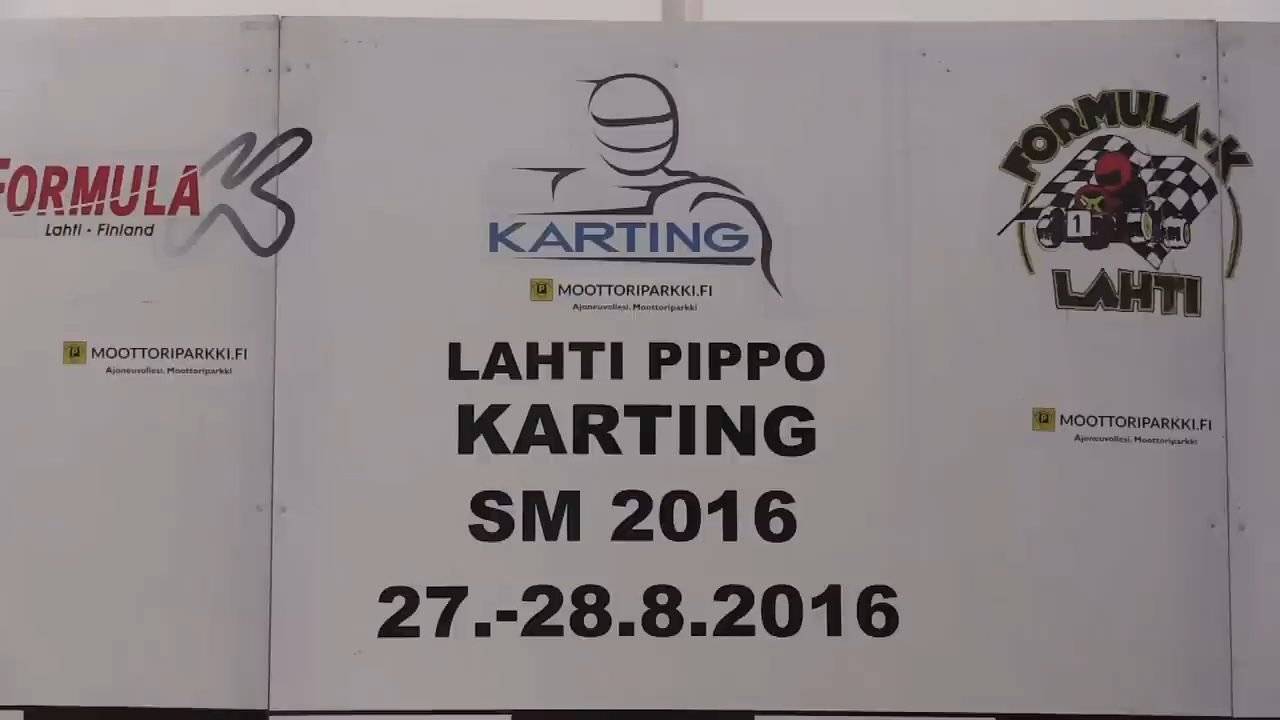 FORMULA
Lahti - Finland
MOOTTORIPARKKI.FI
Ajoneuvollesi. Moottoriparkki
KARTING
MOOTTORIPARKKI.FI
Ajoneuvollesi. Moottoriparkki
LAHTI PIPPO
KARTING
SM 2016
27.-28.8.2016
FORMULA-K
1
LAHTI
MOOTTORIPARKKI.FI
Ajoneuvollesi. Moottoriparkki